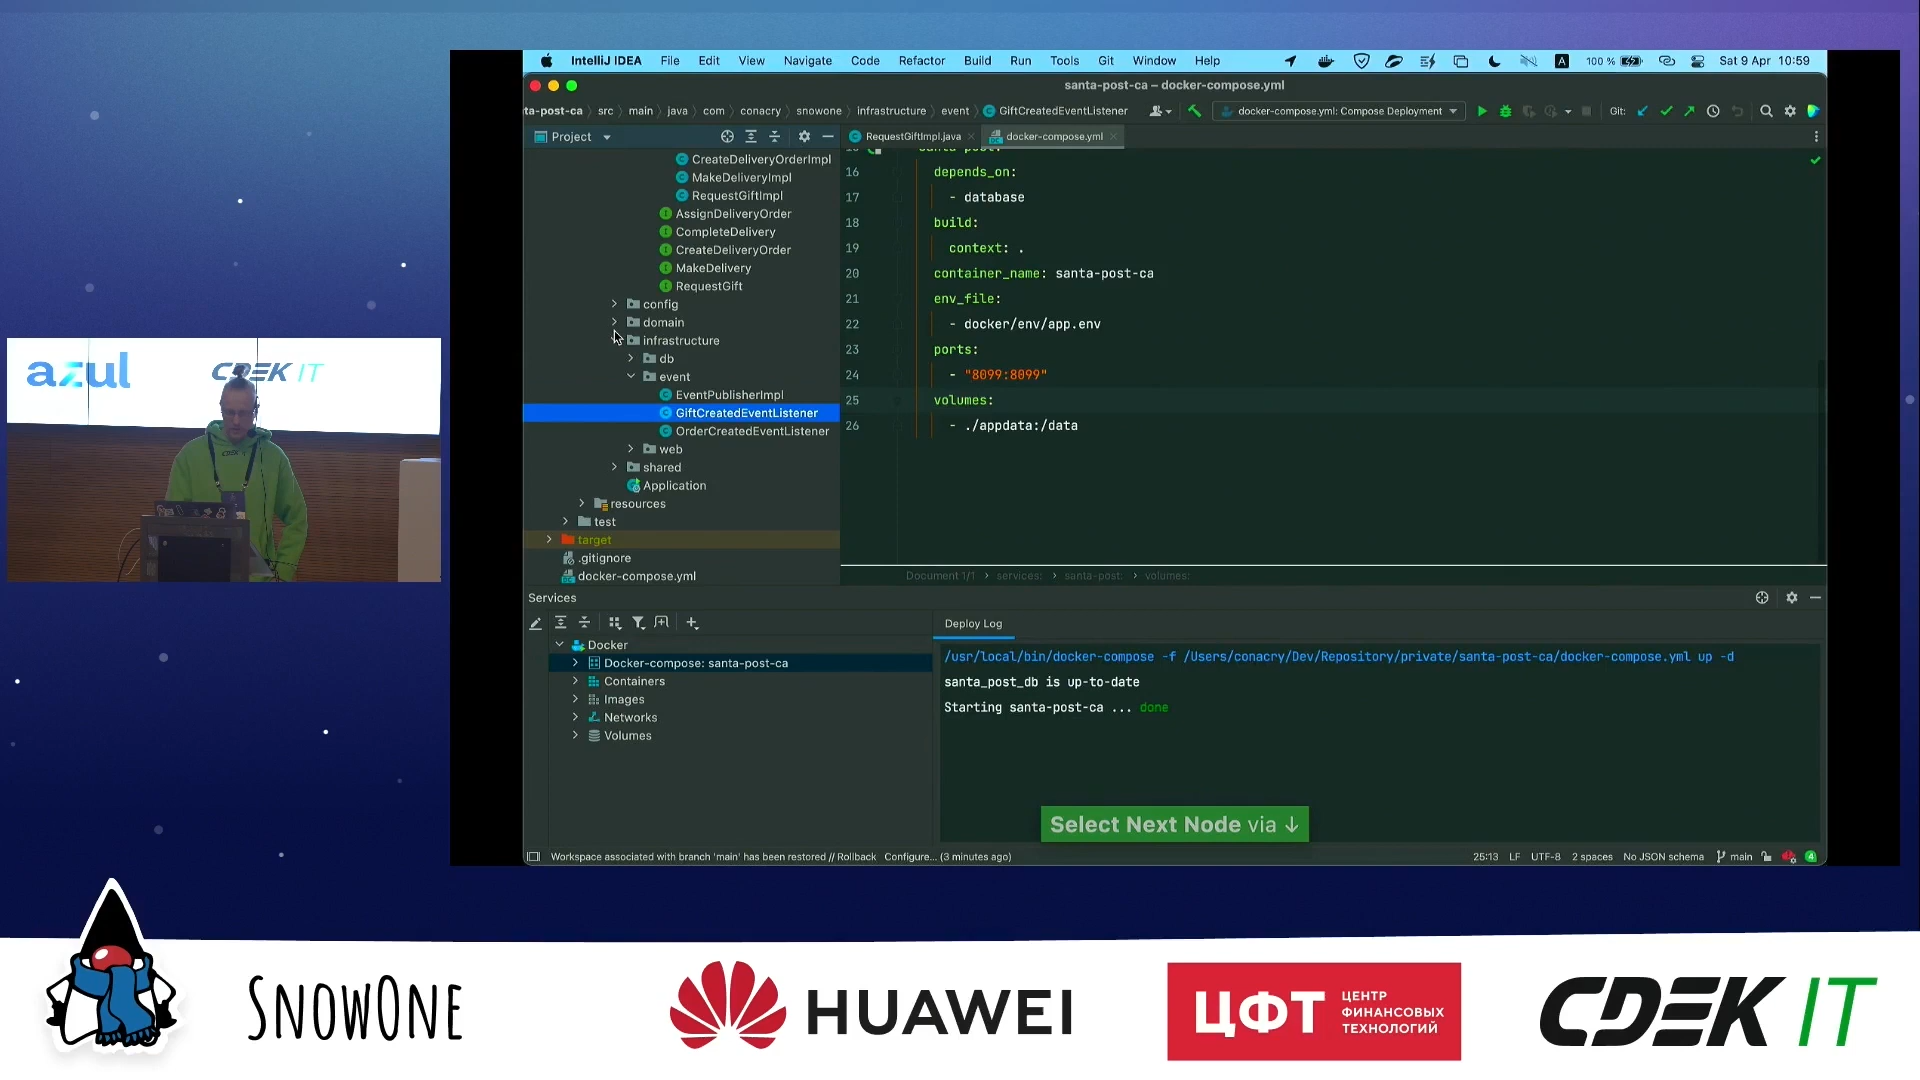 IntelliJ IDEA File Edit View Navigate Code Refactor Build Run Tools Git Window Help A 100 % Sat 9 Apr 10:59
santa-post-ca – docker-compose.yml
ta-post-ca src main java com conacry snowone infrastructure event GiftCreatedEventListener docker-compose.yml: Compose Deployment Git:
Project
RequestGiftImpl.java docker-compose.yml
CreateDeliveryOrderImpl
MakeDeliveryImpl
RequestGiftImpl
AssignDeliveryOrder
CompleteDelivery
CreateDeliveryOrder
MakeDelivery
RequestGift
config
domain
infrastructure
db
event
EventPublisherImpl
GiftCreatedEventListener
OrderCreatedEventListener
web
shared
Application
resources
test
target
.gitignore
docker-compose.yml
16 depends_on:
17 - database
18 build:
19 context: .
20 container_name: santa-post-ca
21 env_file:
22 - docker/env/app.env
23 ports:
24 - "8099:8099"
25 volumes:
26 - ./appdata:/data
Document 1/1 services: santa-post: volumes:
Services
Docker
Docker-compose: santa-post-ca
Containers
Images
Networks
Volumes
Deploy Log
/usr/local/bin/docker-compose -f /Users/conacry/Dev/Repository/private/santa-post-ca/docker-compose.yml up -d
santa_post_db is up-to-date
Starting santa-post-ca ... done
Select Next Node via ↓
Workspace associated with branch 'main' has been restored // Rollback Configure... (3 minutes ago)
25:13 LF UTF-8 2 spaces No JSON schema main 4
azul
CDEK IT
SNOWONE
HUAWEI
ЦФТ
ЦЕНТР
ФИНАНСОВЫХ
ТЕХНОЛОГИЙ
CDEK IT